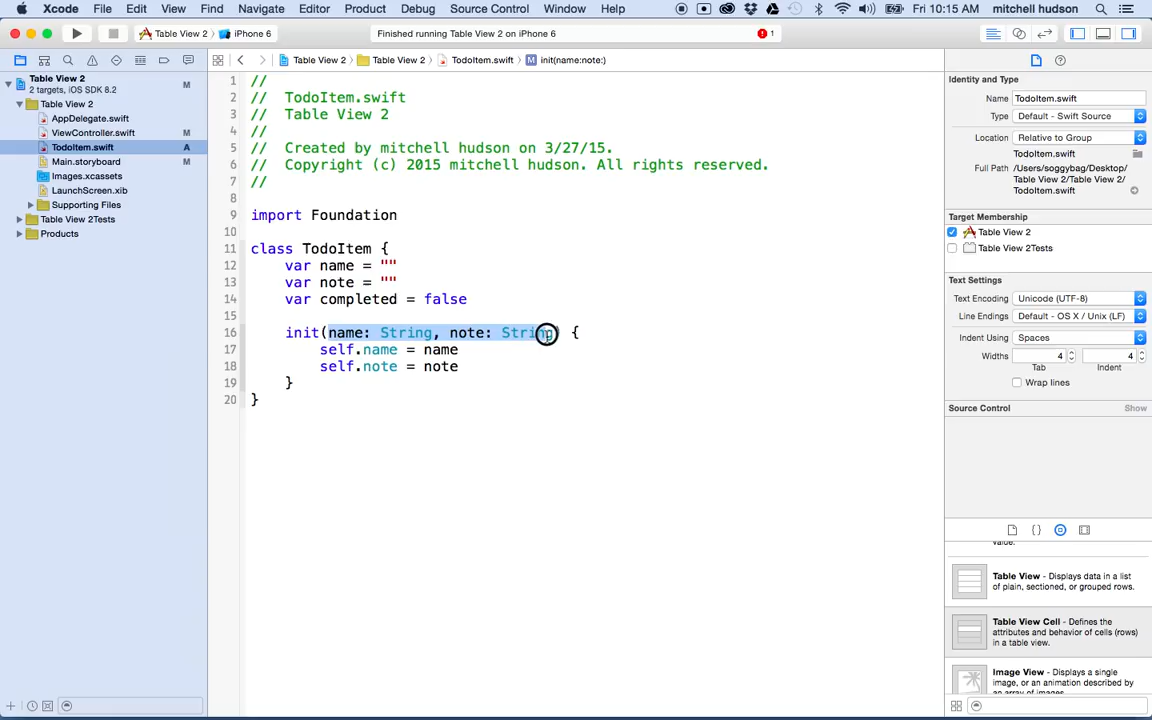 Xcode File Edit View Find Navigate Editor Product Debug Source Control Window Help Fri 10:15 AM mitchell hudson
Table View 2 iPhone 6 Finished running Table View 2 on iPhone 6 1
Table View 2 Table View 2 TodoItem.swift M init(name:note:)
Table View 2 M
2 targets, iOS SDK 8.2
Table View 2
AppDelegate.swift
ViewController.swift M
TodoItem.swift A
Main.storyboard M
Images.xcassets
LaunchScreen.xib
Supporting Files
Table View 2Tests
Products
1 //
2 // TodoItem.swift
3 // Table View 2
4 //
5 // Created by mitchell hudson on 3/27/15.
6 // Copyright (c) 2015 mitchell hudson. All rights reserved.
7 //
8
9 import Foundation
10
11 class TodoItem {
12 var name = ""
13 var note = ""
14 var completed = false
15
16 init(name: String, note: String) {
17 self.name = name
18 self.note = note
19 }
20 }
Identity and Type
Name TodoItem.swift
Type Default - Swift Source
Location Relative to Group
TodoItem.swift
Full Path /Users/soggybag/Desktop/
Table View 2/Table View 2/
TodoItem.swift
Target Membership
Table View 2
Table View 2Tests
Text Settings
Text Encoding Unicode (UTF-8)
Line Endings Default - OS X / Unix (LF)
Indent Using Spaces
Widths 4 4
Tab Indent
Wrap lines
Source Control Show
value.
Table View - Displays data in a list
of plain, sectioned, or grouped rows.
Table View Cell - Defines the
attributes and behavior of cells (rows)
in a table view.
Image View - Displays a single
image, or an animation described by
an array of images.